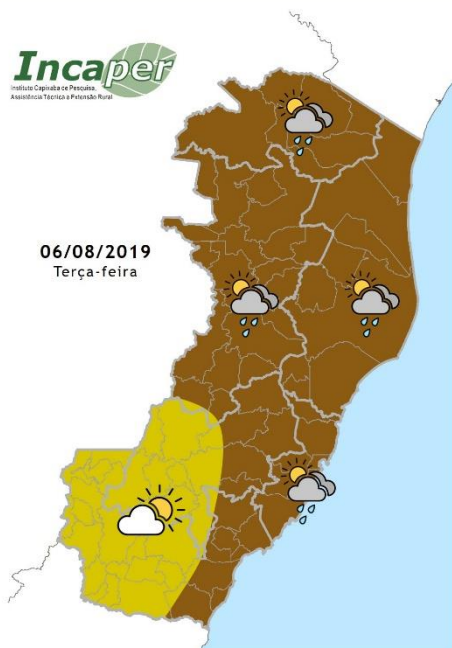 Incaper
Instituto Capixaba de Pesquisa,
Assistência Técnica e Extensão Rural
06/08/2019
Terça-feira